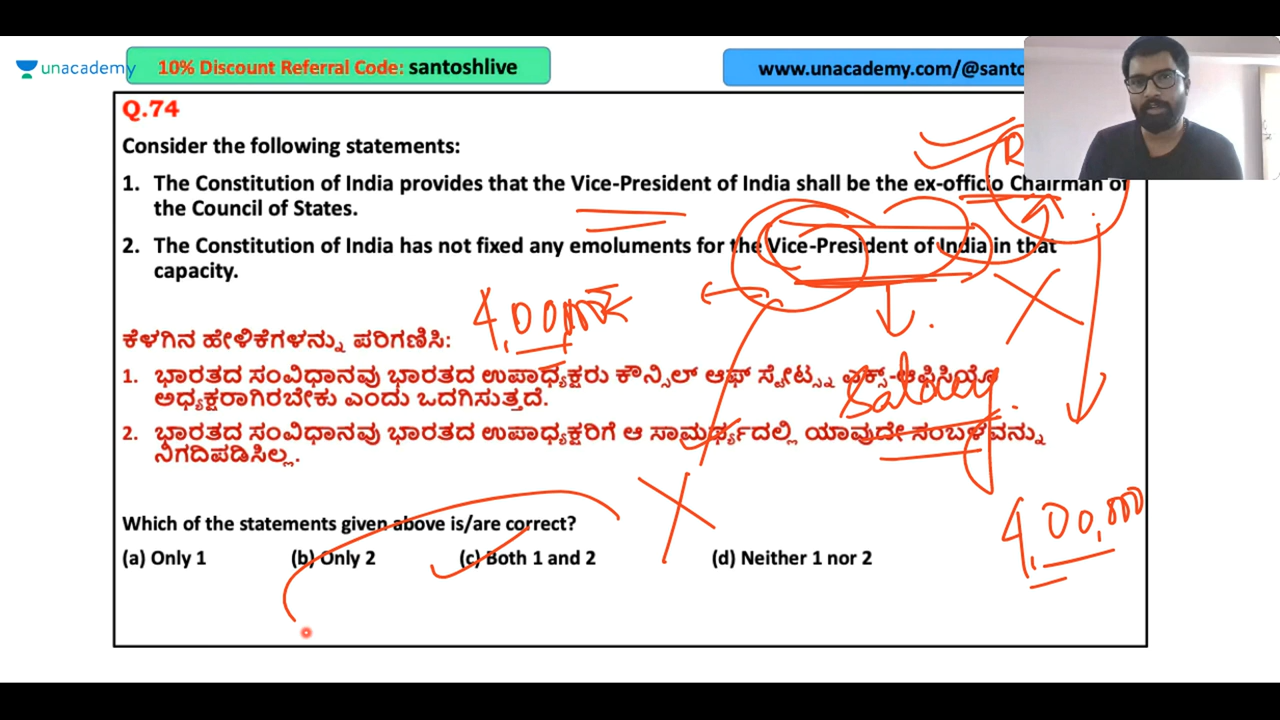 unacademy
10% Discount Referral Code: santoshlive
www.unacademy.com/@santo
Q.74
Consider the following statements:
1. The Constitution of India provides that the Vice-President of India shall be the ex-officio Chairman of
the Council of States.
2. The Constitution of India has not fixed any emoluments for the Vice-President of India in that
capacity.
4,00,000
ಕೆಳಗಿನ ಹೇಳಿಕೆಗಳನ್ನು ಪರಿಗಣಿಸಿ:
1. ಭಾರತದ ಸಂವಿಧಾನವು ಭಾರತದ ಉಪಾಧ್ಯಕ್ಷರು ಕೌನ್ಸಿಲ್ ಆಫ್ ಸ್ಟೇಟ್ಸ್ನ ಎಕ್ಸ್-ಆಫಿಸಿಯೊ
ಅಧ್ಯಕ್ಷರಾಗಿರಬೇಕು ಎಂದು ಒದಗಿಸುತ್ತದೆ.
Salary
2. ಭಾರತದ ಸಂವಿಧಾನವು ಭಾರತದ ಉಪಾಧ್ಯಕ್ಷರಿಗೆ ಆ ಸಾಮರ್ಥ್ಯದಲ್ಲಿ ಯಾವುದೇ ಸಂಬಳವನ್ನು
ನಿಗದಿಪಡಿಸಿಲ್ಲ.
4,00,000
Which of the statements given above is/are correct?
(a) Only 1 (b) Only 2 (c) Both 1 and 2 (d) Neither 1 nor 2